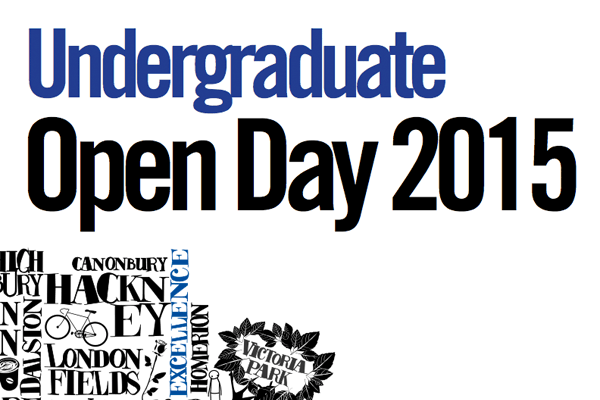 Undergraduate
Open Day 2015
CANONBURY
HACKN
EY
EXCELLENCE
DALSTON
HOMERTON
LONDON
FIELDS
VICTORIA
PARK